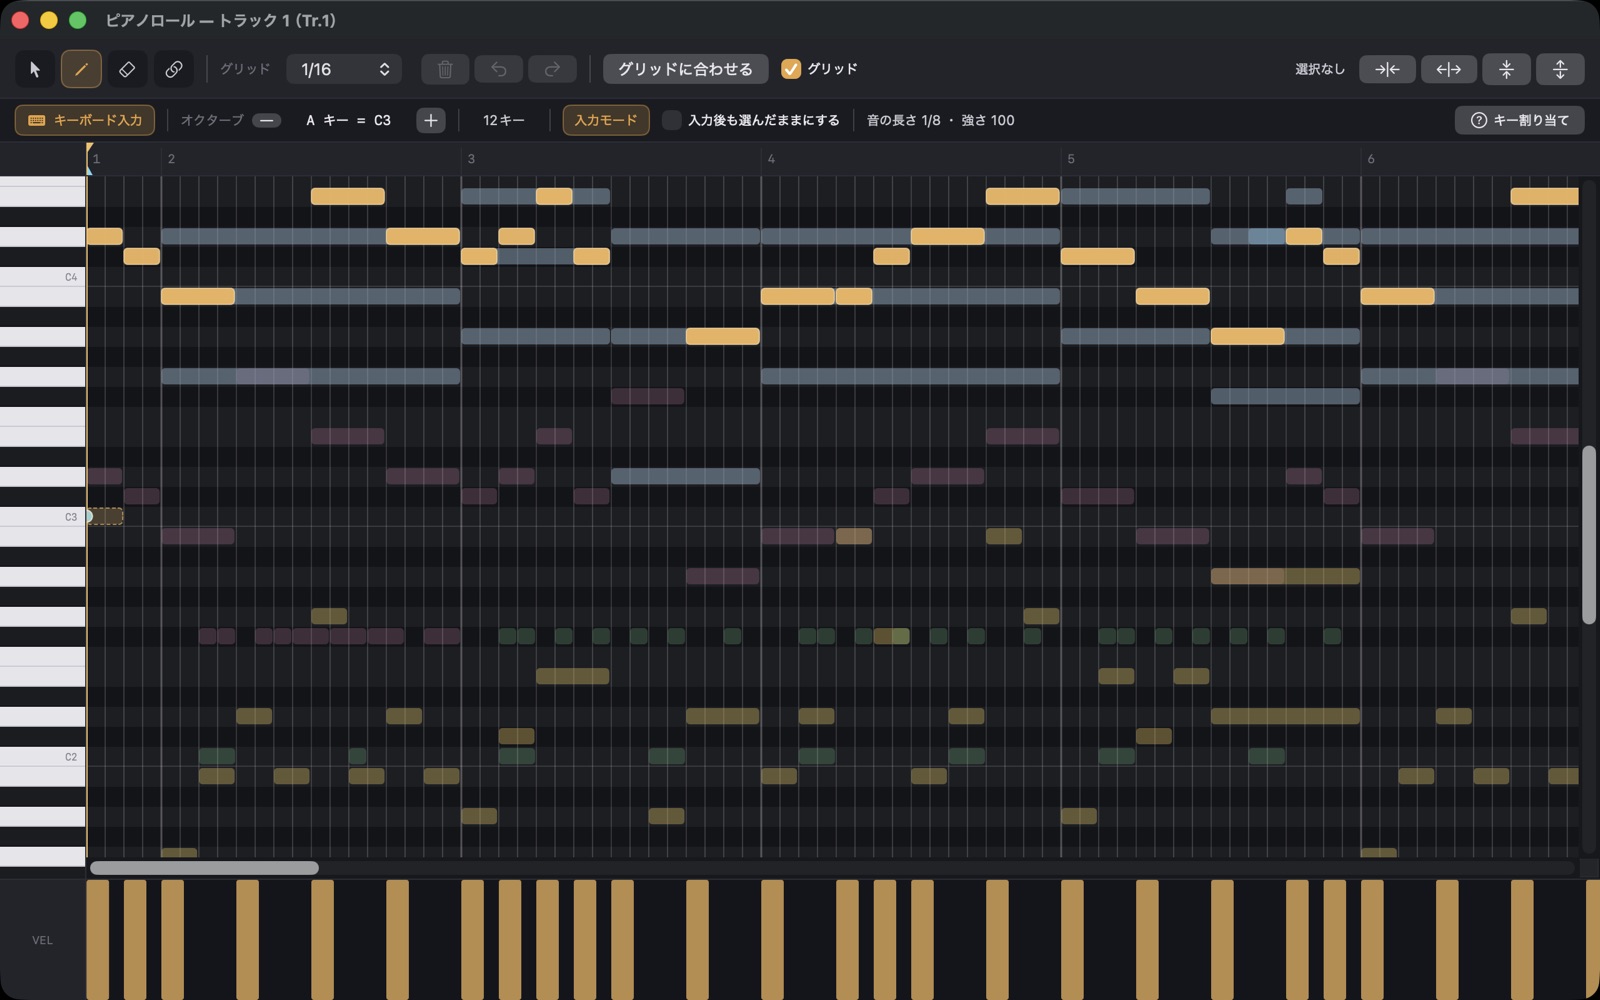 ピアノロール — トラック 1 (Tr.1)
グリッド 1/16 グリッドに合わせる グリッド 選択なし
キーボード入力 オクターブ A キー = C3 12キー 入力モード 入力後も選んだままにする 音の長さ 1/8 ・ 強さ 100 キー割り当て
1 2 3 4 5 6
C4
C3
C2
VEL